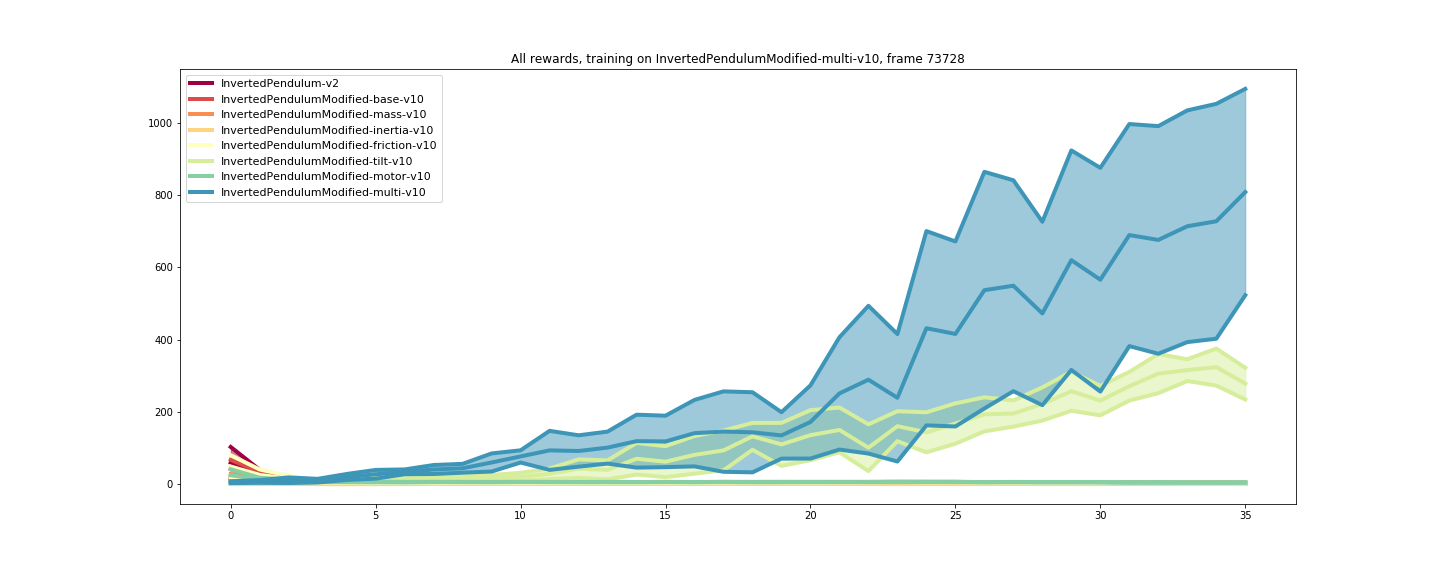 All rewards, training on InvertedPendulumModified-multi-v10, frame 73728
InvertedPendulum-v2
InvertedPendulumModified-base-v10
InvertedPendulumModified-mass-v10
InvertedPendulumModified-inertia-v10
InvertedPendulumModified-friction-v10
InvertedPendulumModified-tilt-v10
InvertedPendulumModified-motor-v10
InvertedPendulumModified-multi-v10
1000
800
600
400
200
0
0 5 10 15 20 25 30 35